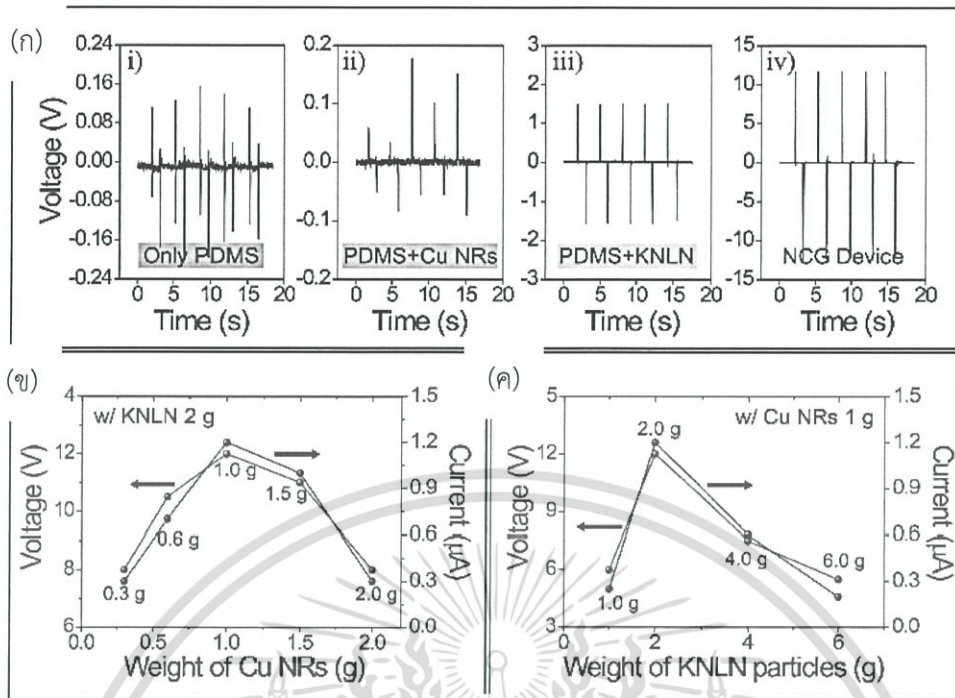 (ก)
Voltage (V)
0.24
0.16
0.08
0.00
-0.08
-0.16
-0.24
i)
Only PDMS
0 5 10 15 20
Time (s)
0.2
0.1
0.0
-0.1
-0.2
ii)
PDMS+Cu NRs
0 5 10 15 20
Time (s)
3
2
1
0
-1
-2
-3
iii)
PDMS+KNLN
0 5 10 15 20
Time (s)
15
10
5
0
-5
-10
-15
iv)
NCG Device
0 5 10 15 20
Time (s)
(ข)
Voltage (V)
4
12
10
8
6
w/ KNLN 2 g
0.3 g
0.6 g
1.0 g
1.5 g
2.0 g
1.5
1.2
0.9
0.6
0.3
0.0
Current (μA)
0.0 0.5 1.0 1.5 2.0
Weight of Cu NRs (g)
(ค)
Voltage (V)
5
12
9
6
3
w/ Cu NRs 1 g
1.0 g
2.0 g
4.0 g
6.0 g
1.5
1.2
0.9
0.6
0.3
0.0
Current (μA)
0 2 4 6
Weight of KNLN particles (g)